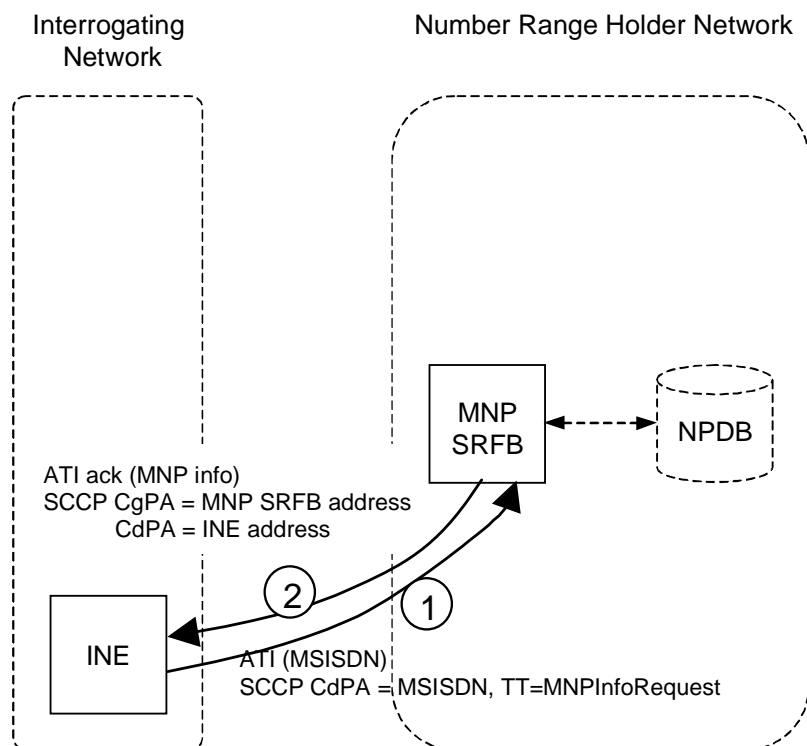 Interrogating
Network
Number Range Holder Network
MNP
SRFB
NPDB
ATI ack (MNP info)
SCCP CgPA = MNP SRFB address
CdPA = INE address
2
1
INE
ATI (MSISDN)
SCCP CdPA = MSISDN, TT=MNPInfoRequest